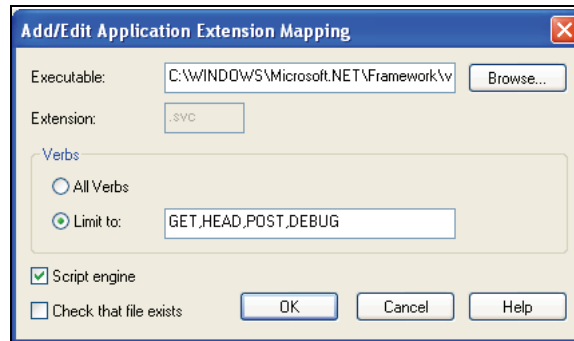 Add/Edit Application Extension Mapping
Executable: C:\WINDOWS\Microsoft.NET\Framework\v Browse...
Extension: .svc
Verbs
All Verbs
Limit to: GET,HEAD,POST,DEBUG
Script engine
Check that file exists OK Cancel Help